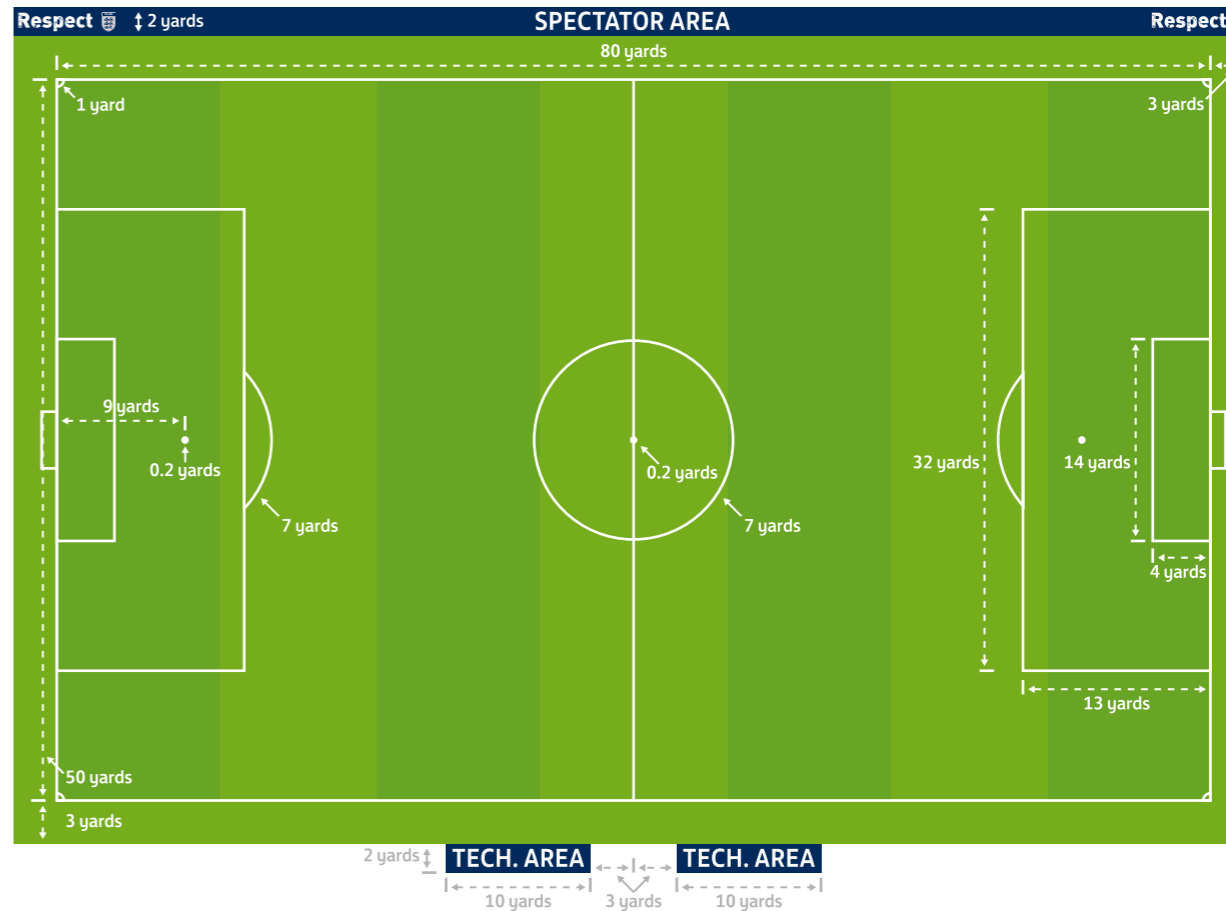 Respect 2 yards SPECTATOR AREA Respect
80 yards
1 yard
3 yards
9 yards
0.2 yards
0.2 yards
32 yards
14 yards
7 yards
7 yards
4 yards
13 yards
50 yards
3 yards
2 yards TECH. AREA TECH. AREA
10 yards 3 yards 10 yards